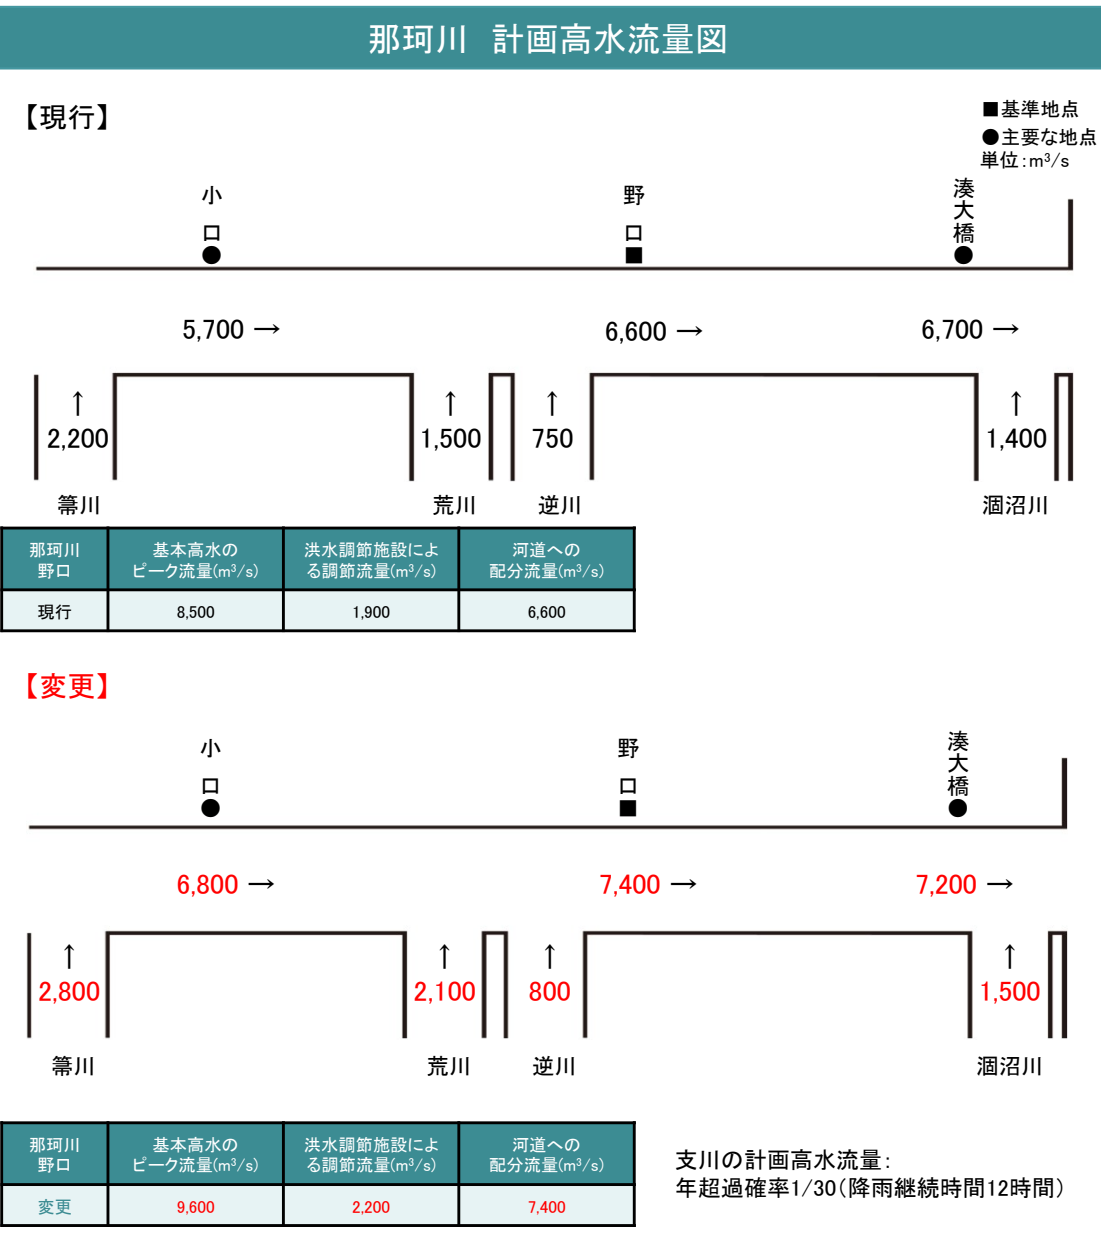 那珂川 計画高水流量図
【現行】
■基準地点
●主要な地点
単位:m³/s
小口
野口
湊大橋
5,700 →
6,600 →
6,700 →
↑
↑
↑
↑
2,200
1,500
750
1,400
箒川
荒川
逆川
涸沼川
那珂川
野口
基本高水の
ピーク流量(m³/s)
洪水調節施設によ
る調節流量(m³/s)
河道への
配分流量(m³/s)
現行
8,500
1,900
6,600
【変更】
小口
野口
湊大橋
6,800 →
7,400 →
7,200 →
↑
↑
↑
↑
2,800
2,100
800
1,500
箒川
荒川
逆川
涸沼川
那珂川
野口
基本高水の
ピーク流量(m³/s)
洪水調節施設によ
る調節流量(m³/s)
河道への
配分流量(m³/s)
変更
9,600
2,200
7,400
支川の計画高水流量:
年超過確率1/30(降雨継続時間12時間)